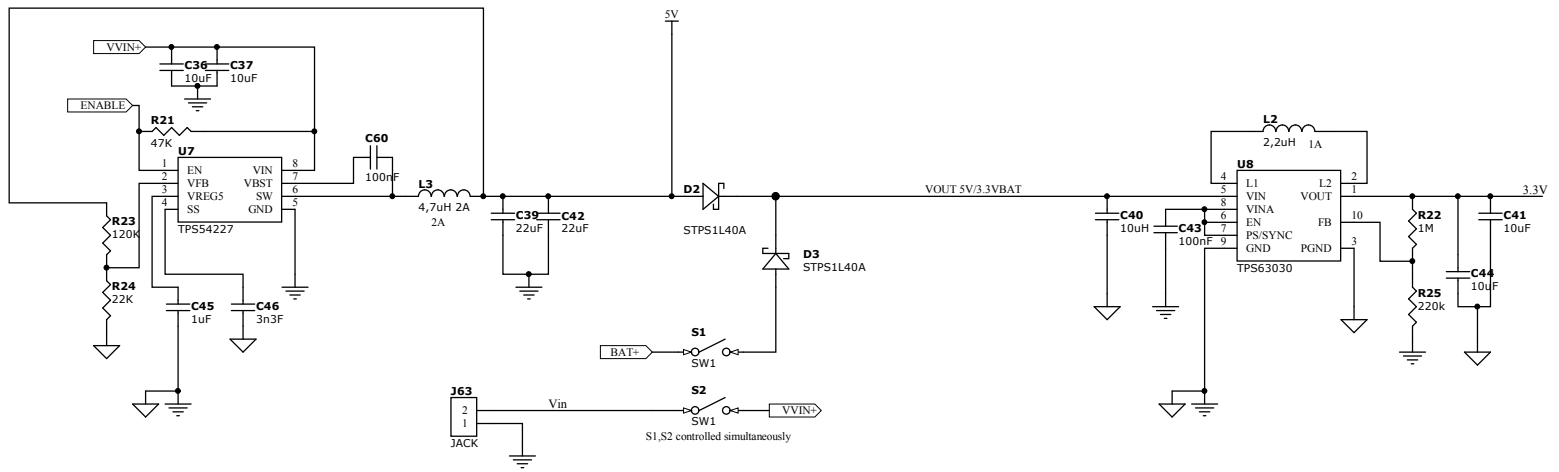 5V
VVIN+
C36
10uF
C37
10uF
ENABLE
R21
47K
C60
100nF
U7
1 EN VIN 8
2 VFB VBST 7
3 VREG5 SW 6
4 SS GND 5
TPS54227
L3
4,7uH 2A
2A
R23
120K
R24
22K
C45
1uF
C46
3n3F
C39
22uF
C42
22uF
D2
STPS1L40A
D3
STPS1L40A
VOUT 5V/3.3VBAT
S1
BAT+
SW1
J63
2
1
JACK
Vin
S2
SW1
VVIN+
S1,S2 controlled simultaneously
L2
2,2uH 1A
U8
4 L1 L2 2
5 VIN VOUT 1
8 VINA
6 EN FB 10
7 PS/SYNC
9 GND PGND 3
TPS63030
C40
10uH
C43
100nF
3.3V
R22
1M
C41
10uF
C44
10uF
R25
220k